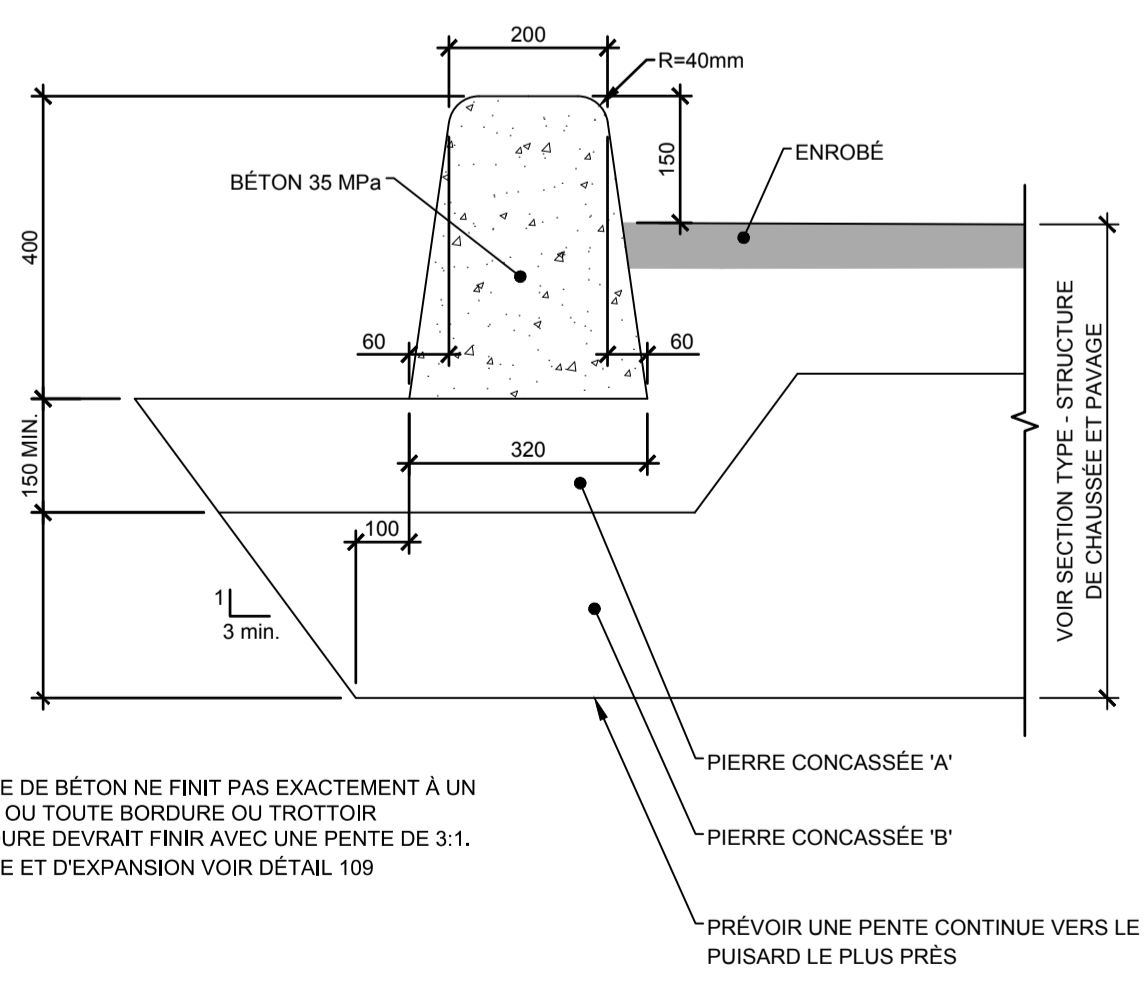 200
R=40mm
150
ENROBÉ
BÉTON 35 MPa
400
60
60
150 MIN.
320
100
1
3 min.
VOIR SECTION TYPE - STRUCTURE
DE CHAUSSÉE ET PAVAGE
PIERRE CONCASSÉE 'A'
PIERRE CONCASSÉE 'B'
PRÉVOIR UNE PENTE CONTINUE VERS LE
PUISARD LE PLUS PRÈS
E DE BÉTON NE FINIT PAS EXACTEMENT À UN
OU TOUTE BORDURE OU TROTTOIR
URE DEVRAIT FINIR AVEC UNE PENTE DE 3:1.
E ET D'EXPANSION VOIR DÉTAIL 109